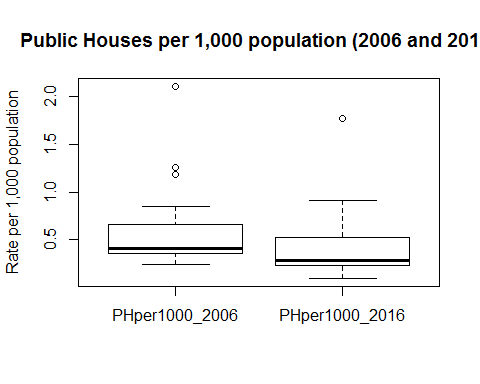 Public Houses per 1,000 population (2006 and 201
Rate per 1,000 population
2.0
1.5
1.0
0.5
PHper1000_2006
PHper1000_2016